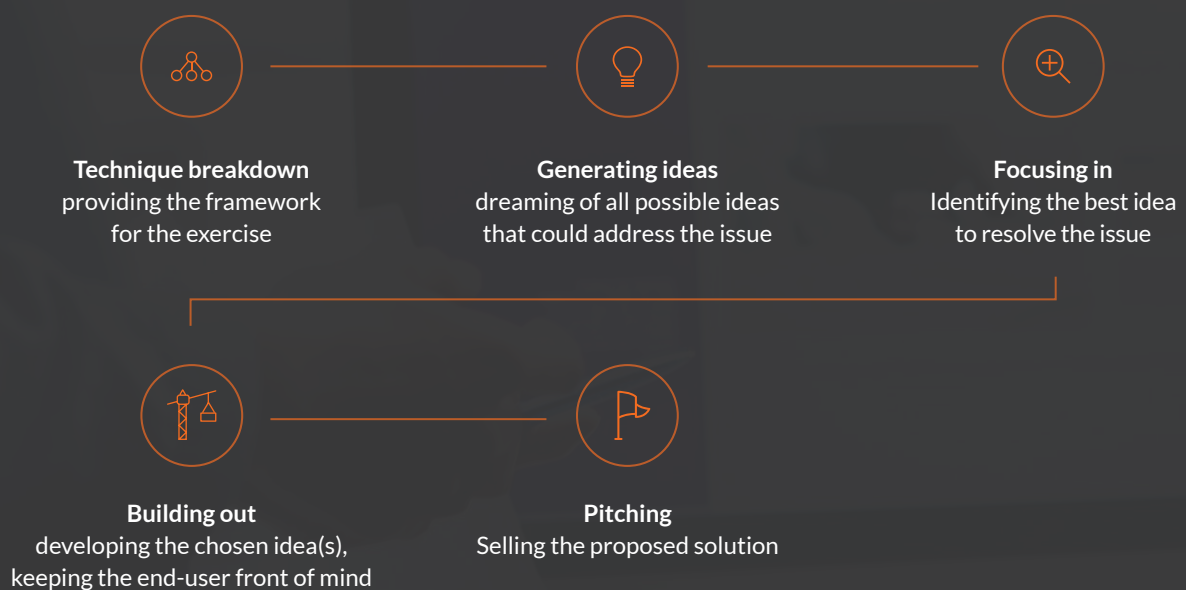 Technique breakdown
providing the framework
for the exercise
Generating ideas
dreaming of all possible ideas
that could address the issue
Focusing in
Identifying the best idea
to resolve the issue
Building out
developing the chosen idea(s),
keeping the end-user front of mind
Pitching
Selling the proposed solution